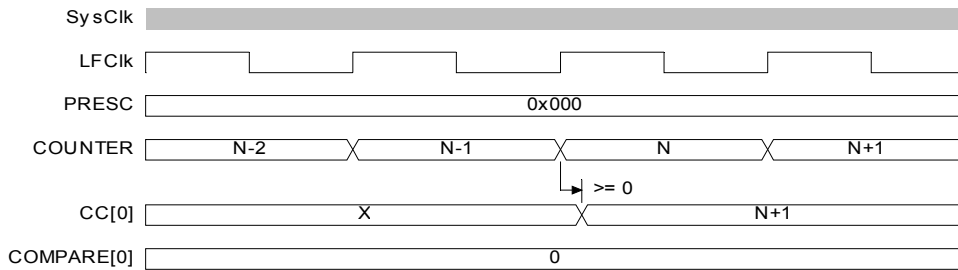 SysClk
LFClk
PRESC 0x000
COUNTER N-2 N-1 N N+1
>= 0
CC[0] X N+1
COMPARE[0] 0